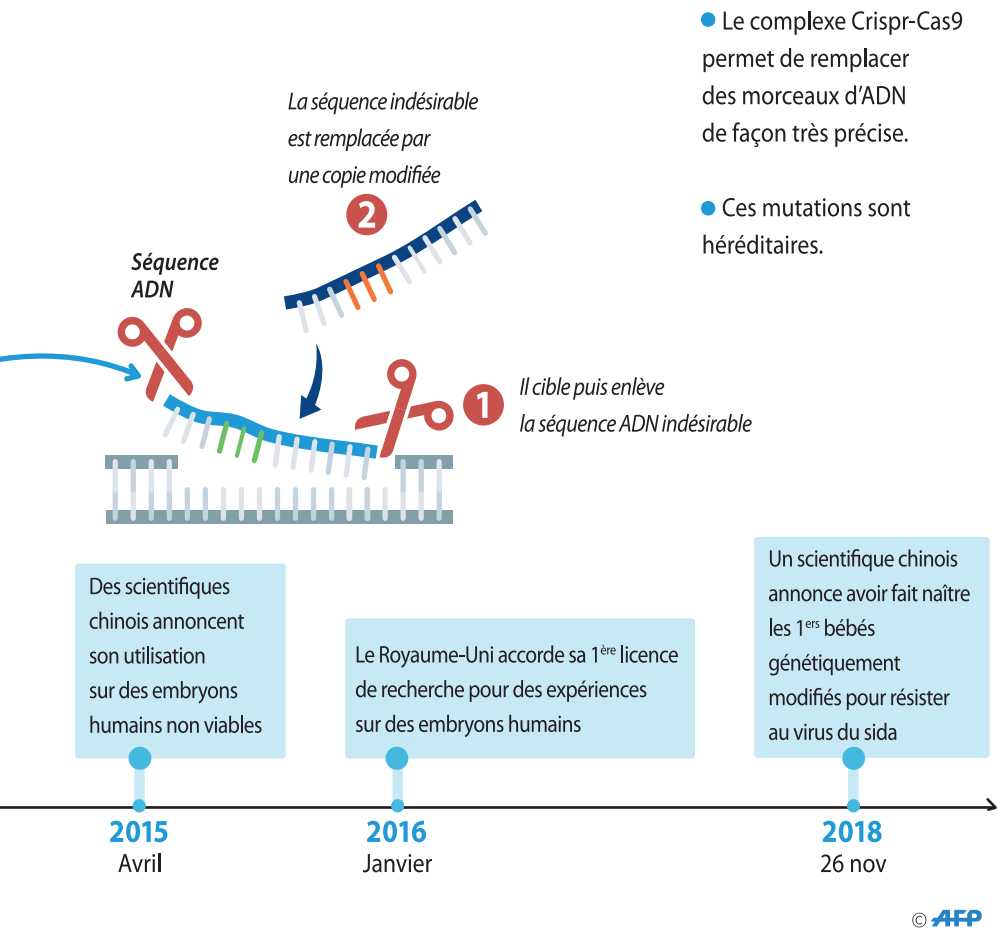 ● Le complexe Crispr-Cas9
permet de remplacer
des morceaux d’ADN
de façon très précise.
● Ces mutations sont
héréditaires.
La séquence indésirable
est remplacée par
une copie modifiée
2
Séquence
ADN
1
Il cible puis enlève
la séquence ADN indésirable
Des scientifiques
chinois annoncent
son utilisation
sur des embryons
humains non viables
2015
Avril
Le Royaume-Uni accorde sa 1ère licence
de recherche pour des expériences
sur des embryons humains
2016
Janvier
Un scientifique chinois
annonce avoir fait naître
les 1ers bébés
génétiquement
modifiés pour résister
au virus du sida
2018
26 nov
© AFP